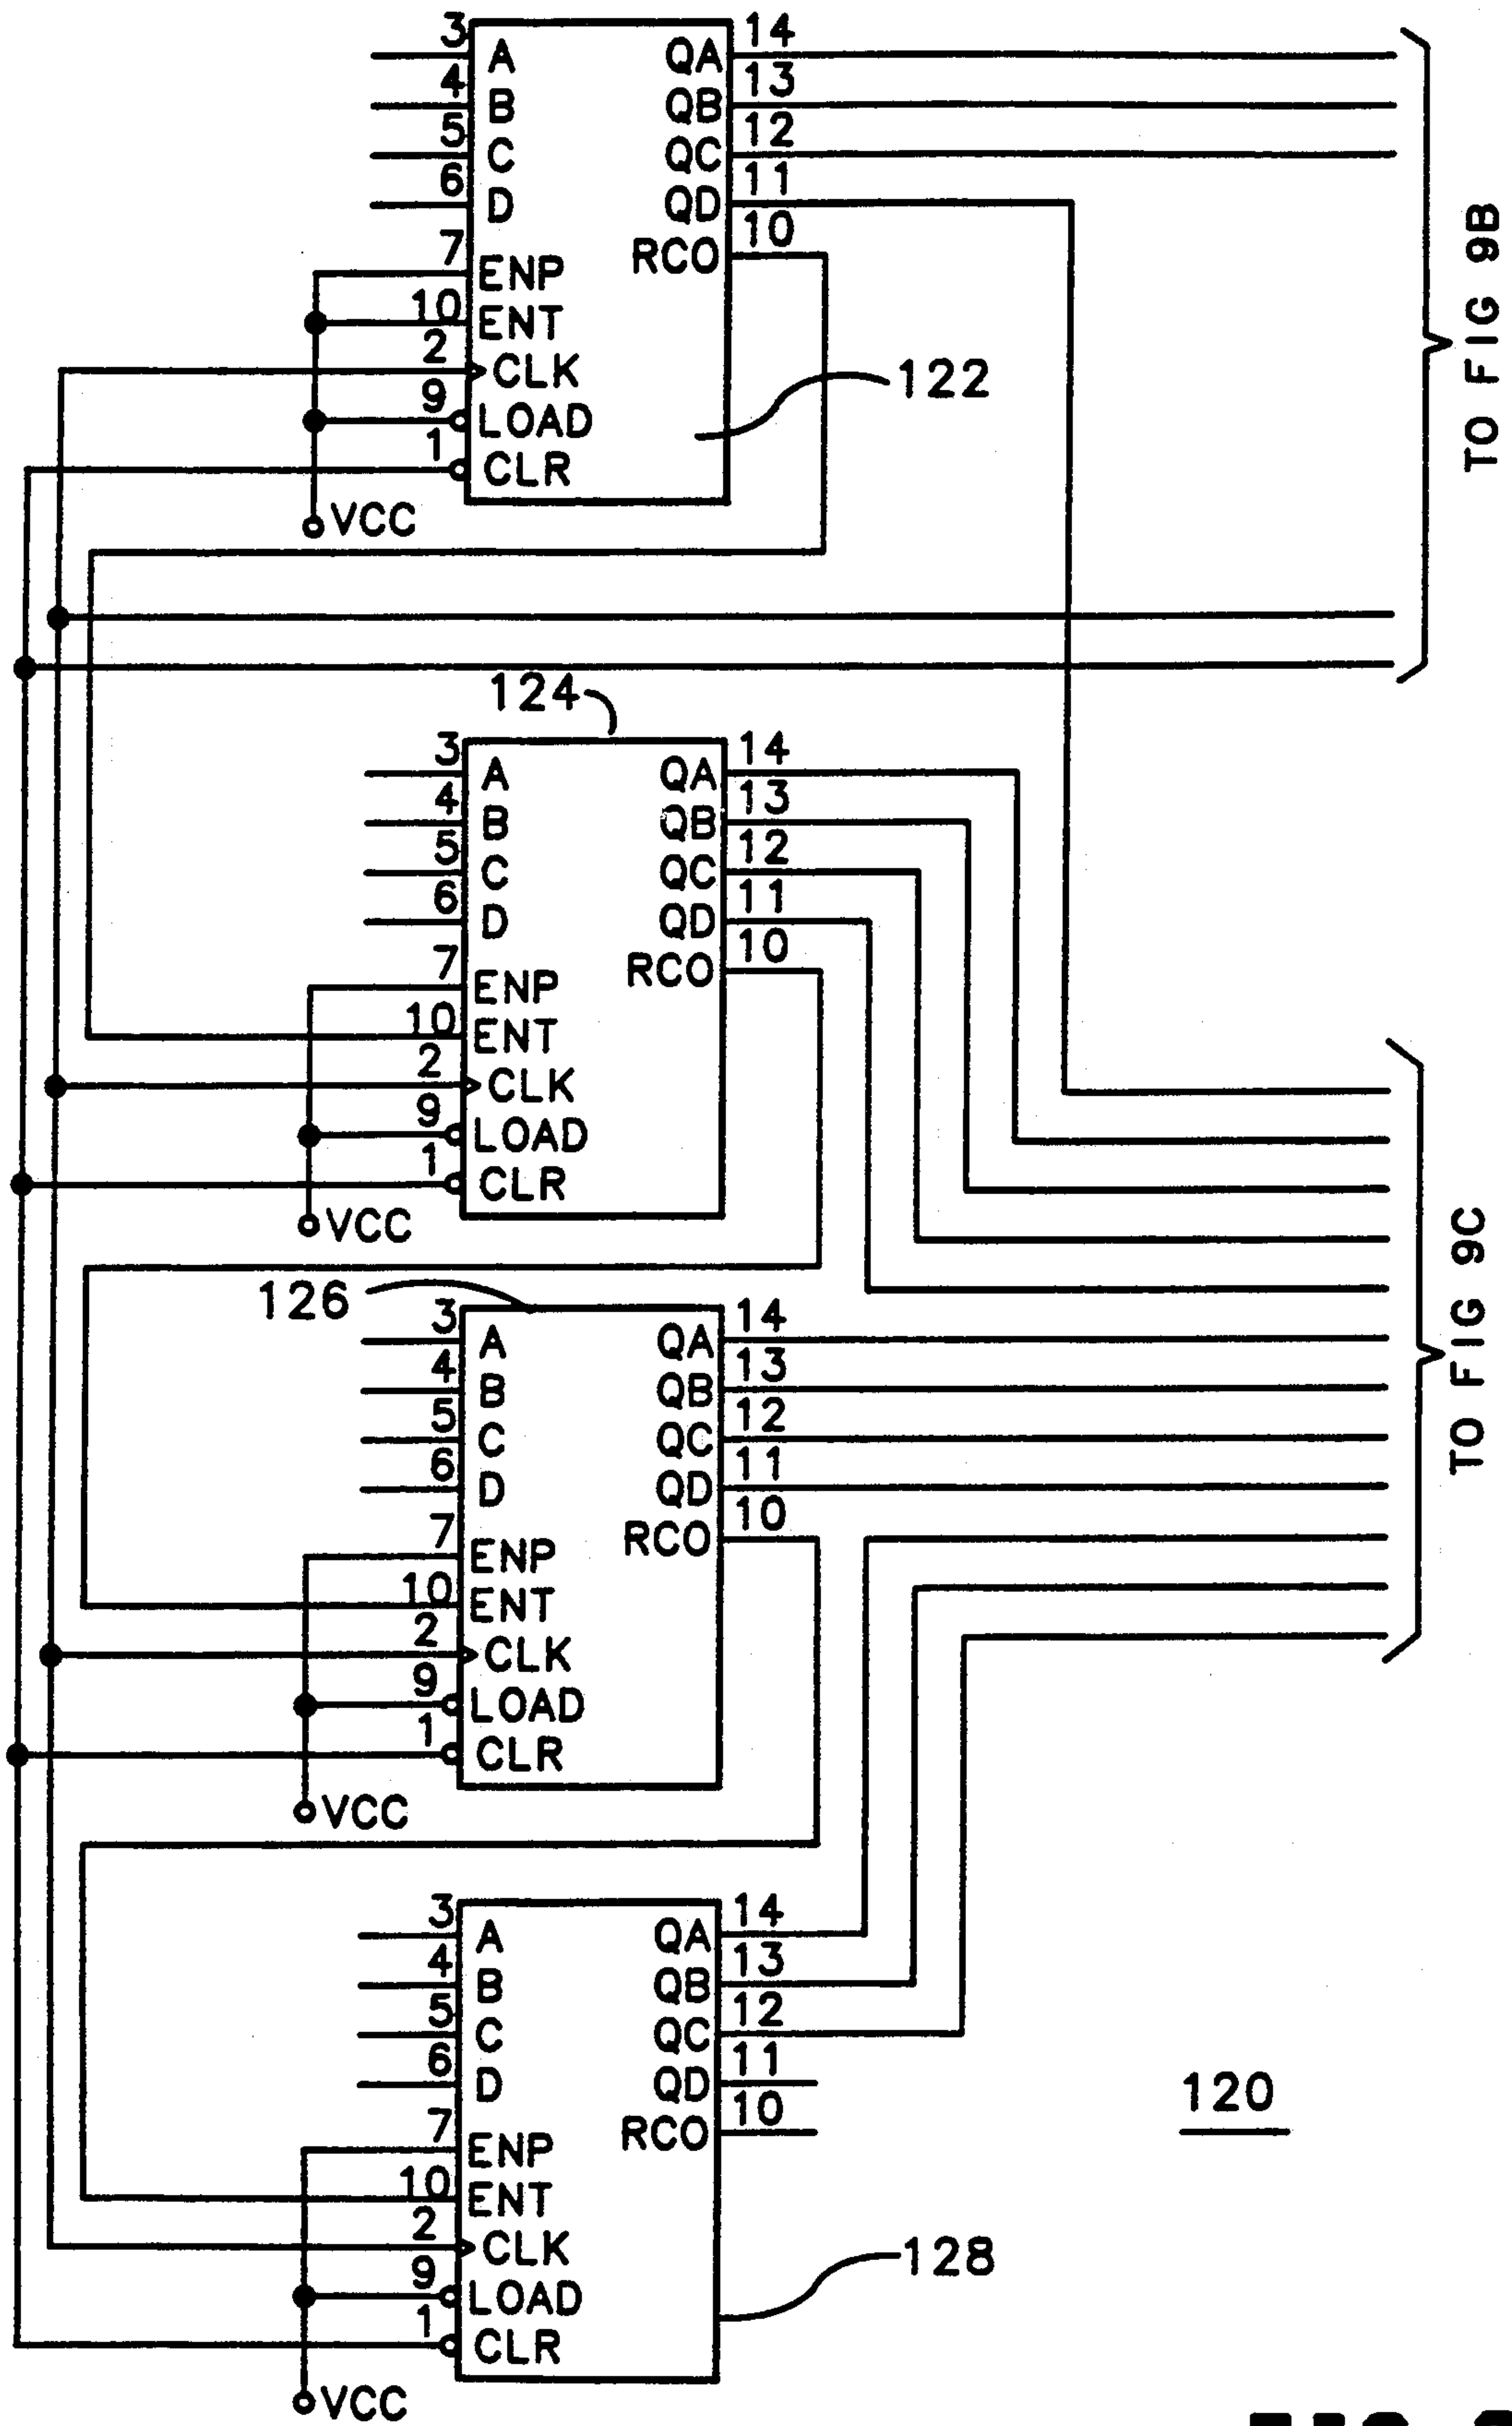 3 A QA 14
4 B QB 13
5 C QC 12
6 D QD 11
RCO 10
7 ENP
10 ENT
2 CLK
9 LOAD
1 CLR
VCC
122
TO FIG 9B
124
3 A QA 14
4 B QB 13
5 C QC 12
6 D QD 11
RCO 10
7 ENP
10 ENT
2 CLK
9 LOAD
1 CLR
VCC
TO FIG 9C
126
3 A QA 14
4 B QB 13
5 C QC 12
6 D QD 11
RCO 10
7 ENP
10 ENT
2 CLK
9 LOAD
1 CLR
VCC
3 A QA 14
4 B QB 13
5 C QC 12
6 D QD 11
RCO 10
7 ENP
10 ENT
2 CLK
9 LOAD
1 CLR
VCC
120
128